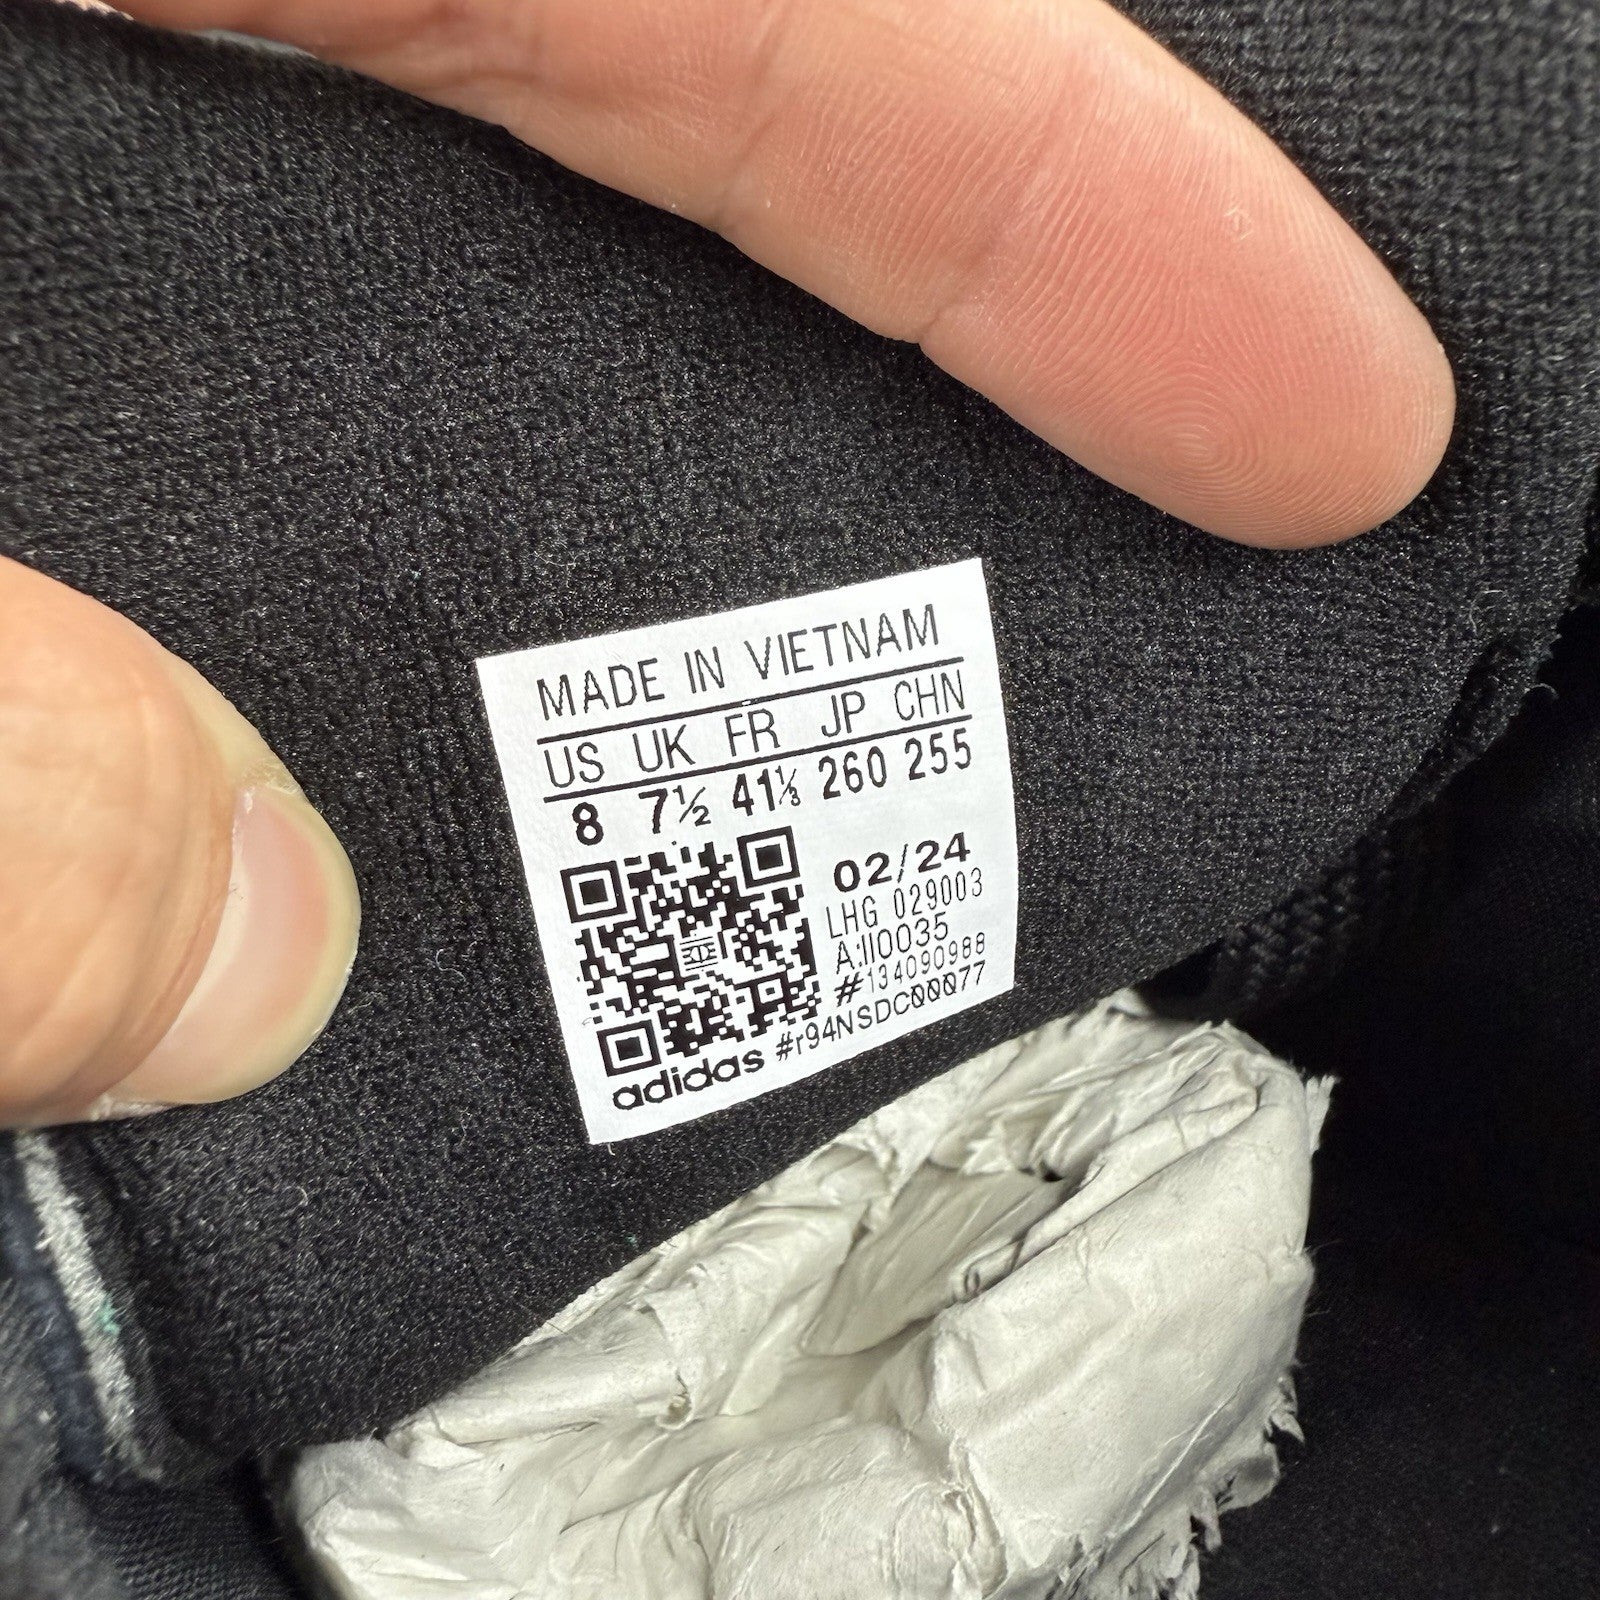 MADE IN VIETNAM
US UK FR JP CHN
8 7½ 41⅓ 260 255
02/24
LHG 029003
A:II0035
#134090988
#r94NSDC00077
adidas